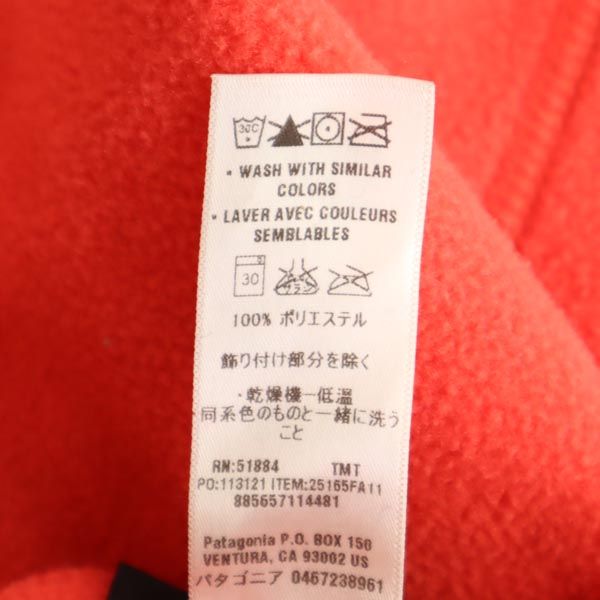 30C
• WASH WITH SIMILAR
COLORS
• LAVER AVEC COULEURS
SEMBLABLES
30
100% ポリエステル
飾り付け部分を除く
・乾燥機ー低温
同系色のものと一緒に洗う
こと
RN:51884 TMT
PO:113121 ITEM:25165FA11
885657114481
Patagonia P.O. BOX 150
VENTURA, CA 93002 US
パタゴニア 0467238961